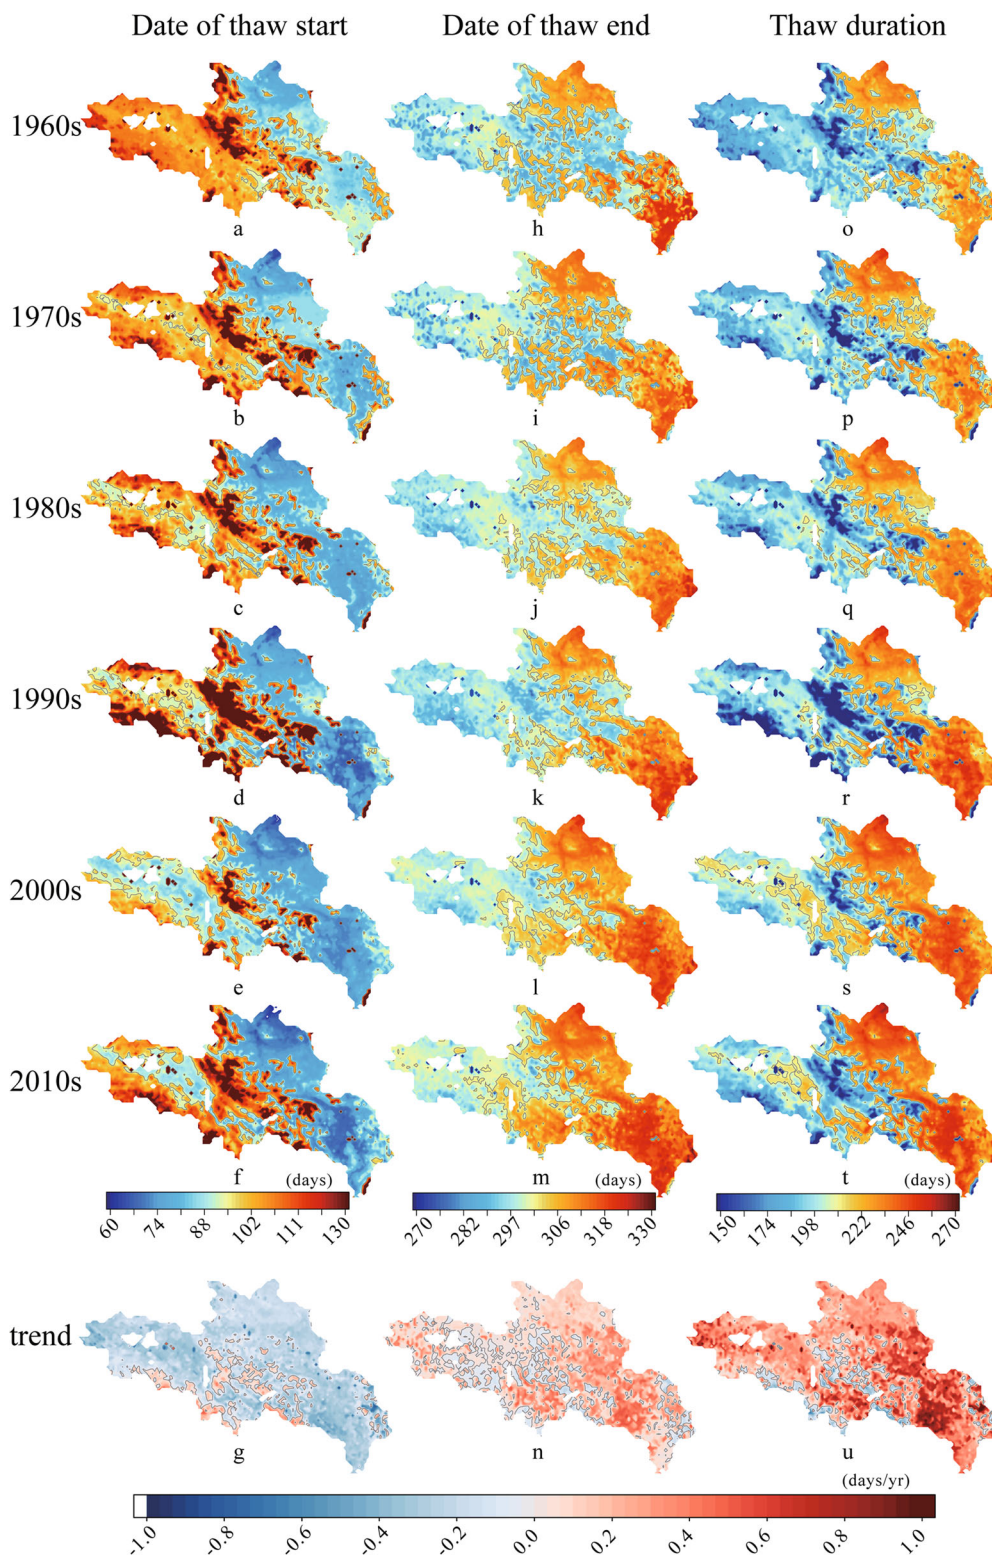 Date of thaw start Date of thaw end Thaw duration
1960s
a h o
1970s
b i p
1980s
c j q
1990s
d k r
2000s
e l s
2010s
f m t
(days) (days) (days)
60 74 88 102 111 130 270 282 297 306 318 330 150 174 198 222 246 270
trend
g n u
(days/yr)
-1.0 -0.8 -0.6 -0.4 -0.2 0.0 0.2 0.4 0.6 0.8 1.0